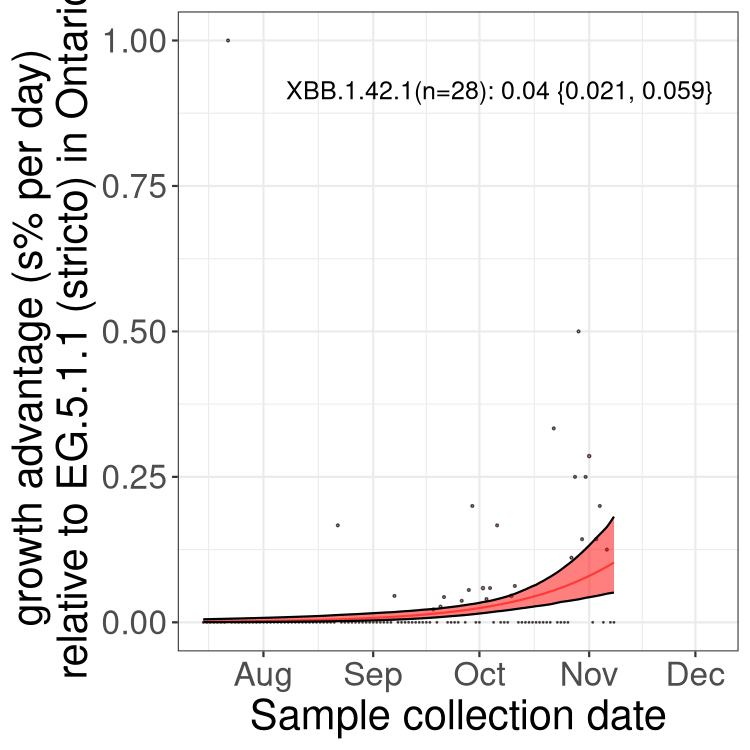 growth advantage (s% per day)
relative to EG.5.1.1 (stricto) in Ontario
1.00
0.75
0.50
0.25
0.00
XBB.1.42.1(n=28): 0.04 {0.021, 0.059}
Aug Sep Oct Nov Dec
Sample collection date